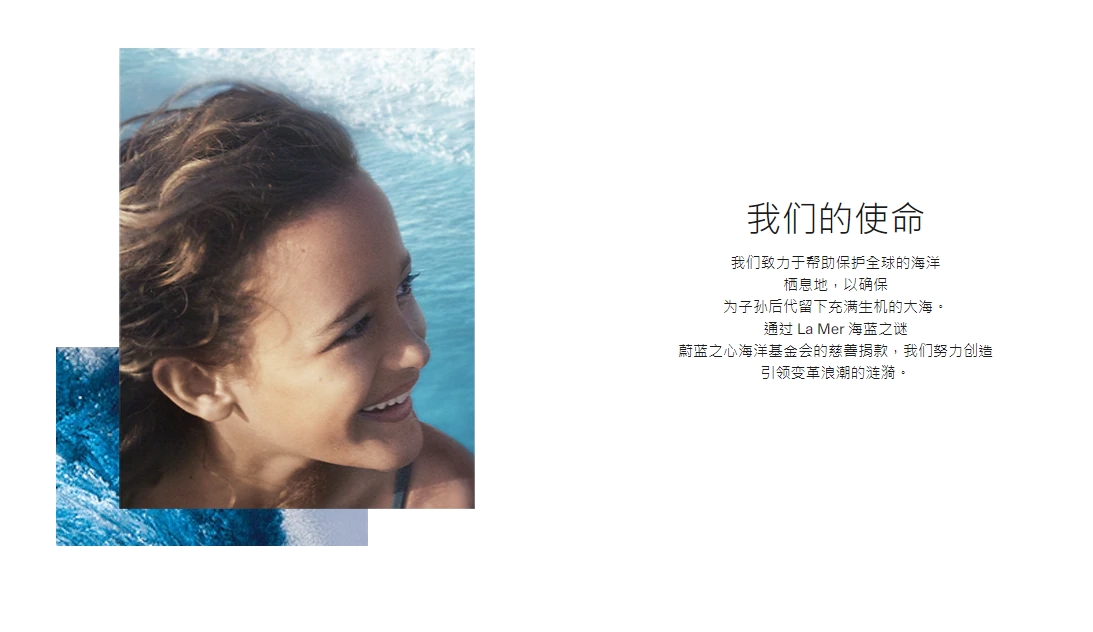 我们的使命
我们致力于帮助保护全球的海洋
栖息地，以确保
为子孙后代留下充满生机的大海。
通过 La Mer 海蓝之谜
蔚蓝之心海洋基金会的慈善捐款，我们努力创造
引领变革浪潮的涟漪。